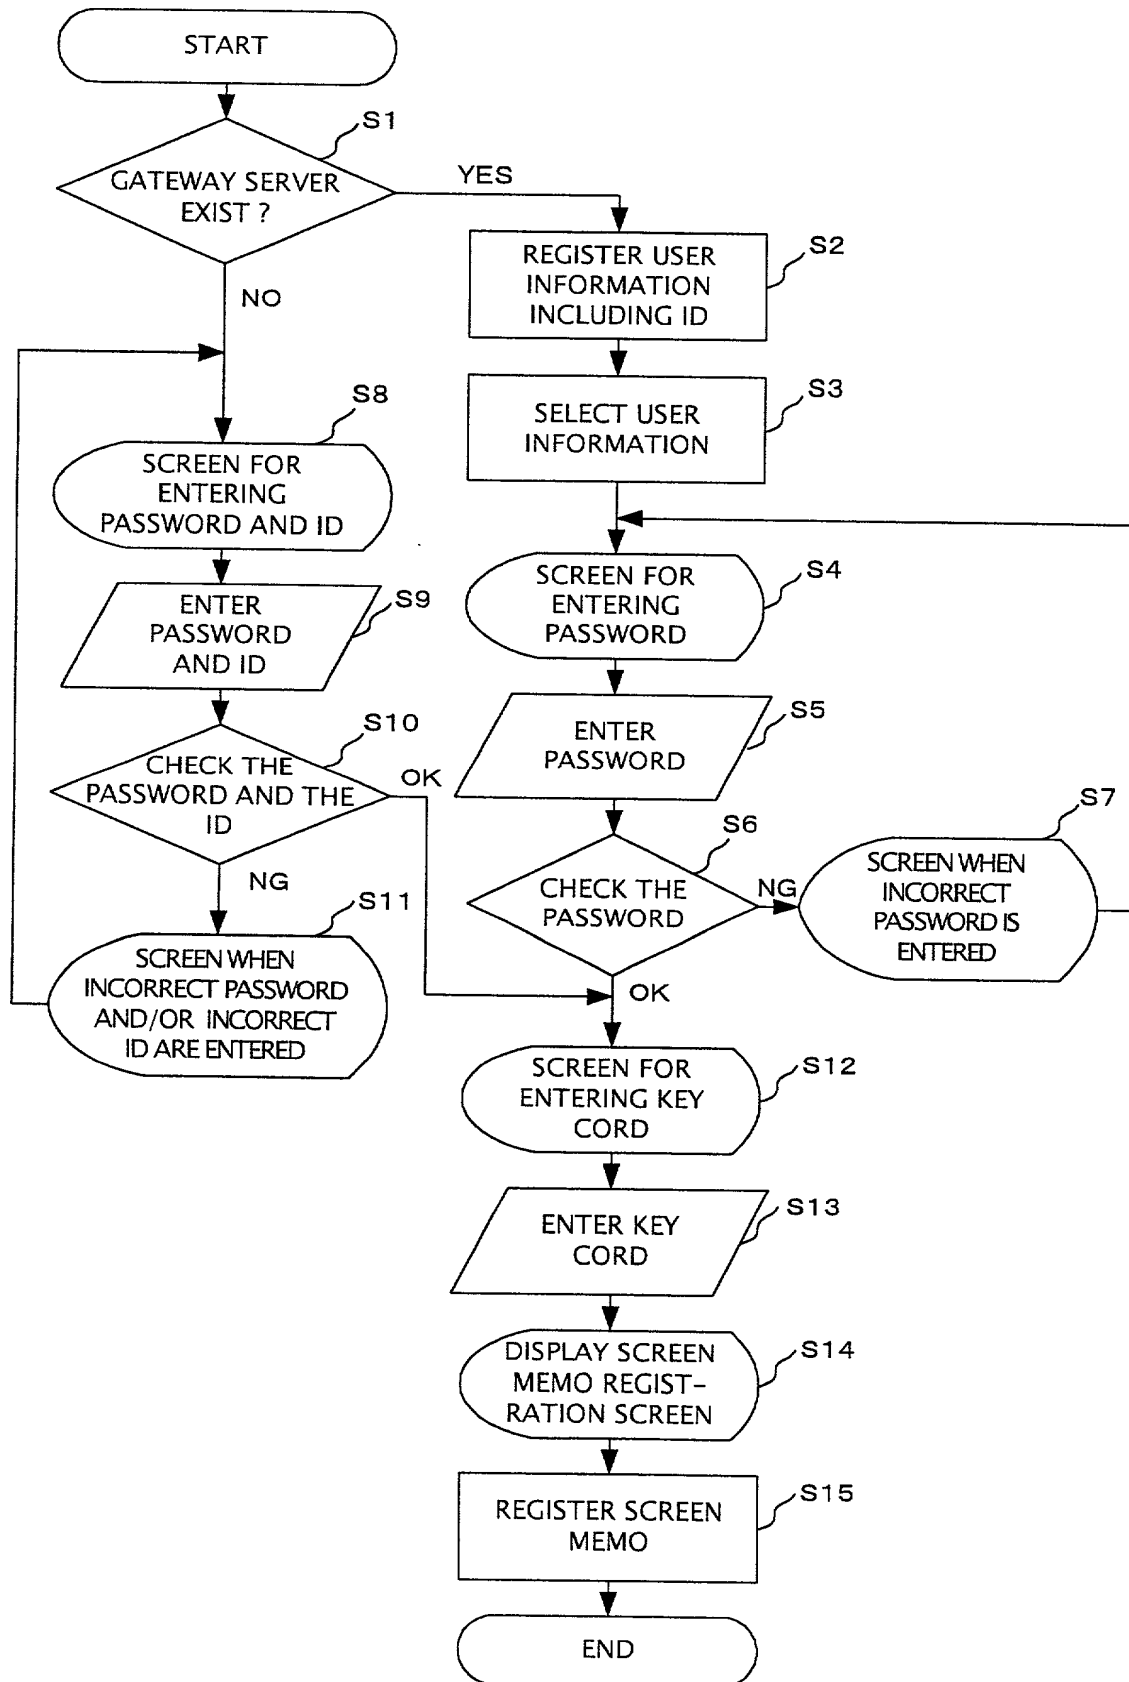 START
S1
GATEWAY SERVER
EXIST ?
YES
NO
S2
REGISTER USER
INFORMATION
INCLUDING ID
S3
SELECT USER
INFORMATION
S8
SCREEN FOR
ENTERING
PASSWORD AND ID
S9
ENTER
PASSWORD
AND ID
S4
SCREEN FOR
ENTERING
PASSWORD
S5
ENTER
PASSWORD
S10
CHECK THE
PASSWORD AND THE
ID
OK
NG
S6
CHECK THE
PASSWORD
NG
OK
S7
SCREEN WHEN
INCORRECT
PASSWORD IS
ENTERED
S11
SCREEN WHEN
INCORRECT PASSWORD
AND/OR INCORRECT
ID ARE ENTERED
S12
SCREEN FOR
ENTERING KEY
CORD
S13
ENTER KEY
CORD
S14
DISPLAY SCREEN
MEMO REGIST-
RATION SCREEN
S15
REGISTER SCREEN
MEMO
END